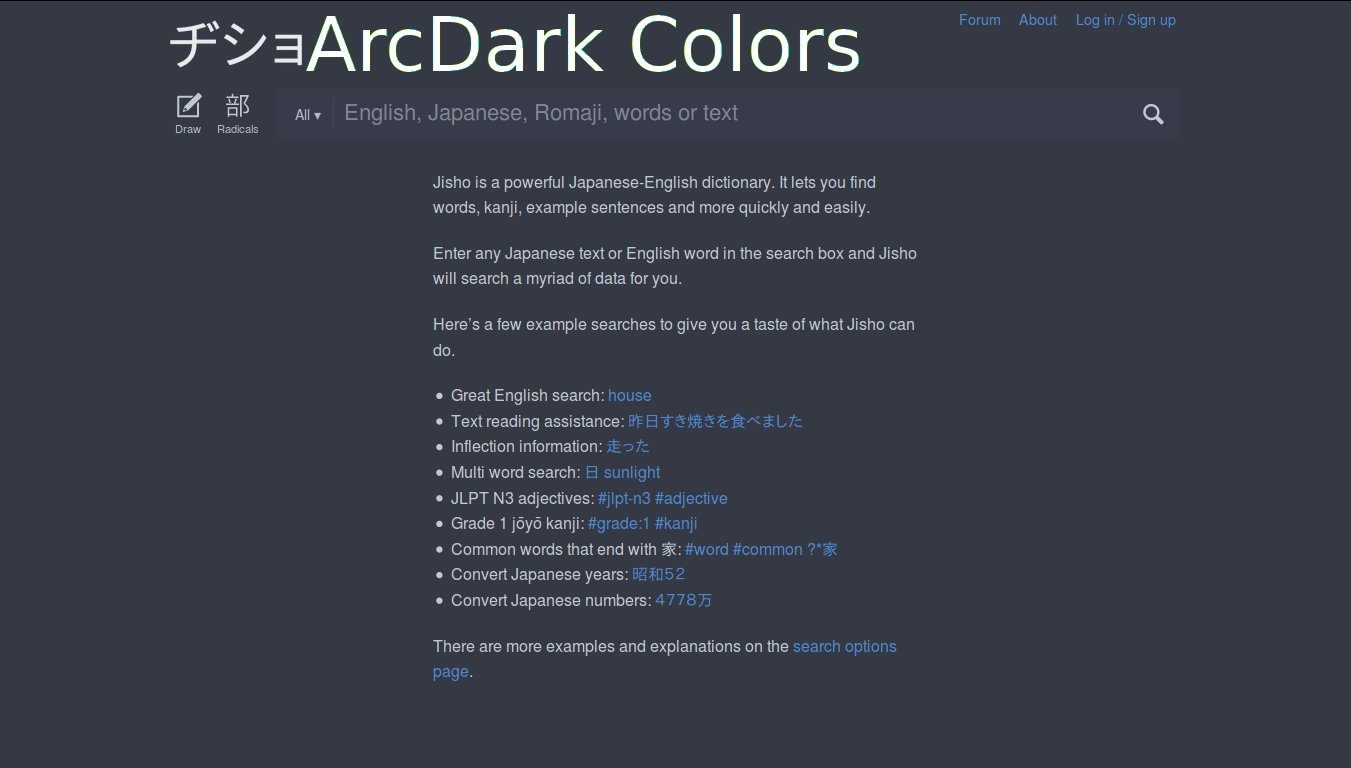 Forum About Log in / Sign up
ヂショArcDark Colors
Draw
部
Radicals
All ▾ English, Japanese, Romaji, words or text
Jisho is a powerful Japanese-English dictionary. It lets you find
words, kanji, example sentences and more quickly and easily.
Enter any Japanese text or English word in the search box and Jisho
will search a myriad of data for you.
Here's a few example searches to give you a taste of what Jisho can
do.
• Great English search: house
• Text reading assistance: 昨日すき焼きを食べました
• Inflection information: 走った
• Multi word search: 日 sunlight
• JLPT N3 adjectives: #jlpt-n3 #adjective
• Grade 1 jōyō kanji: #grade:1 #kanji
• Common words that end with 家: #word #common ?*家
• Convert Japanese years: 昭和５２
• Convert Japanese numbers: ４７７８万
There are more examples and explanations on the search options
page.